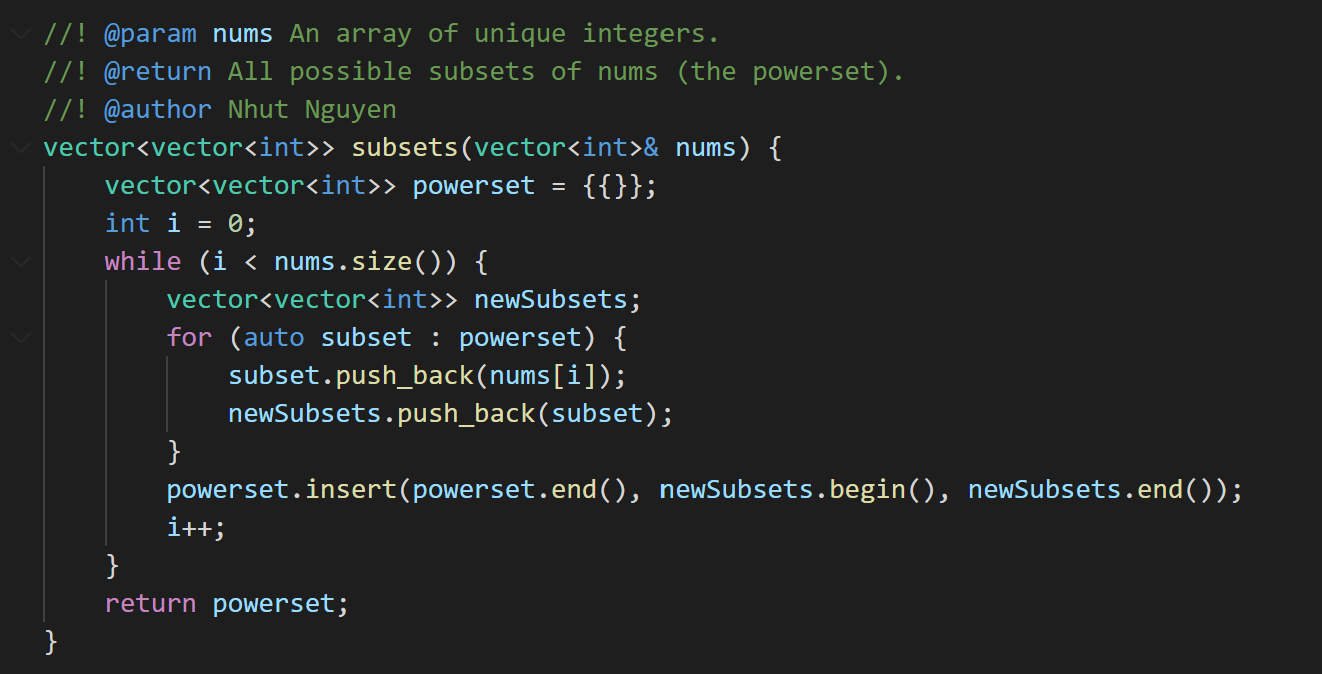 //! @param nums An array of unique integers.
//! @return All possible subsets of nums (the powerset).
//! @author Nhut Nguyen
vector<vector<int>> subsets(vector<int>& nums) {
    vector<vector<int>> powerset = {{}};
    int i = 0;
    while (i < nums.size()) {
        vector<vector<int>> newSubsets;
        for (auto subset : powerset) {
            subset.push_back(nums[i]);
            newSubsets.push_back(subset);
        }
        powerset.insert(powerset.end(), newSubsets.begin(), newSubsets.end());
        i++;
    }
    return powerset;
}